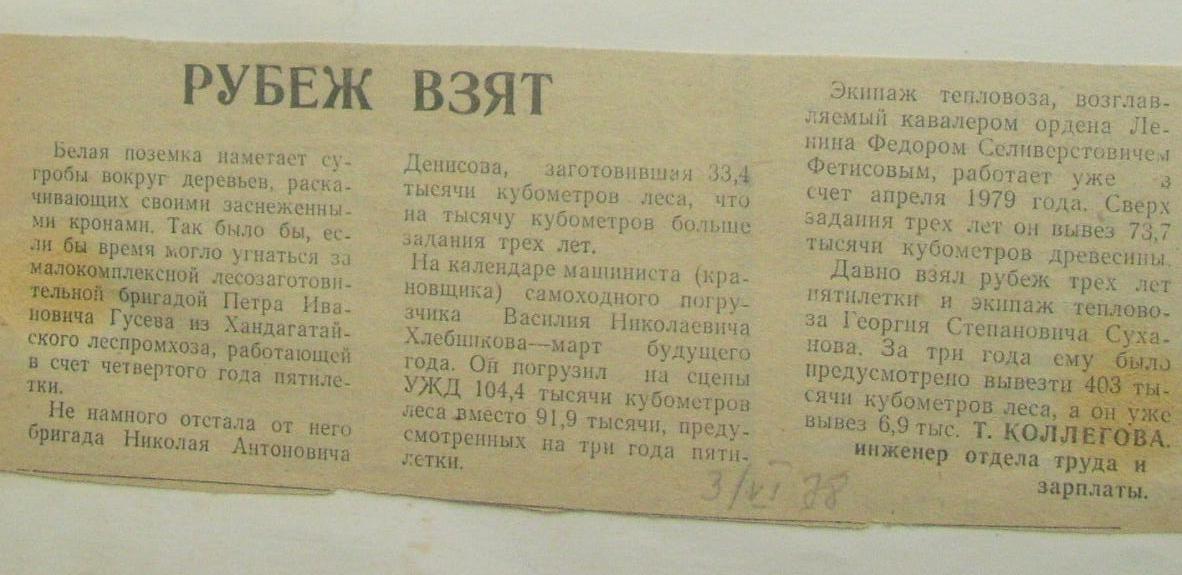 РУБЕЖ ВЗЯТ
Белая поземка наметает су-
гробы вокруг деревьев, раска-
чивающих своими заснеженны-
ми кронами. Так было бы, ес-
ли бы время могло угнаться за
малокомплексной лесозаготови-
тельной бригадой Петра Ива-
новича Гусева из Хандагатай-
ского леспромхоза, работающей
в счет четвертого года пятиле-
тки.
Не намного отстала от него
бригада Николая Антоновича
Денисова, заготовившая 33,4
тысячи кубометров леса, что
на тысячу кубометров больше
задания трех лет.
На календаре машиниста (кра-
новщика) самоходного погру-
зчика Василия Николаевича
Хлебникова—март будущего
года. Он погрузил на сцепы
УЖД 104,4 тысячи кубометров
леса вместо 91,9 тысячи, преду-
смотренных на три года пяти-
летки.
Экипаж тепловоза, возглав-
ляемый кавалером ордена Ле-
нина Федором Селиверстовичем
Фетисовым, работает уже в
счет апреля 1979 года. Сверх
задания трех лет он вывез 73,7
тысячи кубометров древесины.
Давно взял рубеж трех лет
пятилетки и экипаж теплово-
за Георгия Степановича Суха-
нова. За три года ему было
предусмотрено вывезти 403 ты-
сячи кубометров леса, а он уже
вывез 6,9 тыс. Т. КОЛЛЕГОВА.
инженер отдела труда и
зарплаты.
3/VI 78